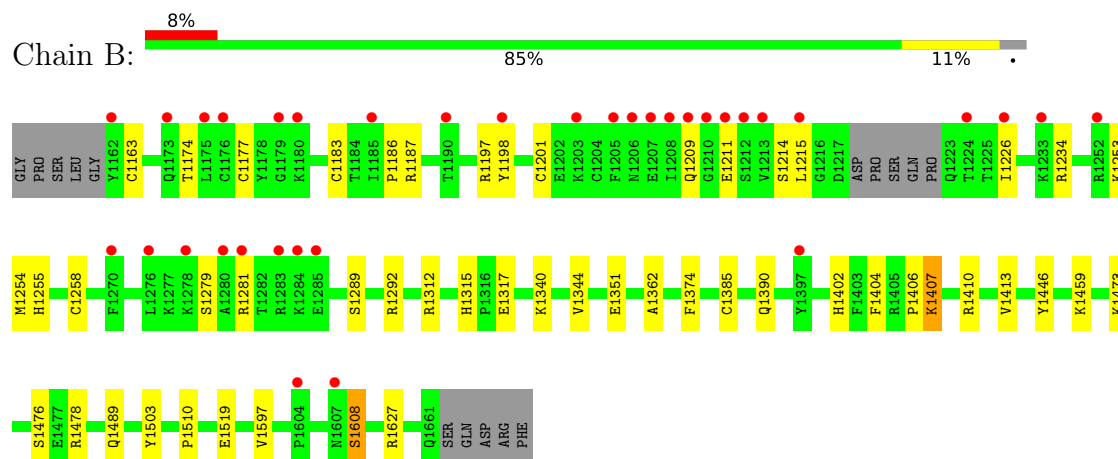 8%
Chain B:
85%
11%
•
GLY PRO SER LEU GLY Y1162 C1163 Q1173 T1174 L1175 C1176 C1177 Y1178 G1179 K1180 C1183 T1184 I1185 P1186 R1187 T1190 R1197 Y1198 C1201 E1202 K1203 C1204 F1205 N1206 E1207 I1208 Q1209 G1210 E1211 S1212 V1213 S1214 L1215 G1216 D1217 ASP PRO SER GLN PRO Q1223 T1224 T1225 I1226 K1233 R1234 R1252 K1253
M1254 H1255 C1258 F1270 L1276 K1277 K1278 S1279 A1280 R1281 T1282 R1283 K1284 E1285 S1289 R1292 R1312 H1315 P1316 E1317 K1340 V1344 E1351 A1362 F1374 C1385 Q1390 Y1397 H1402 F1403 F1404 R1405 P1406 K1407 R1410 V1413 Y1446 K1459 K1473
S1476 E1477 R1478 Q1489 Y1503 P1510 E1519 V1597 P1604 N1607 S1608 R1627 Q1661 SER GLN ASP ARG PHE